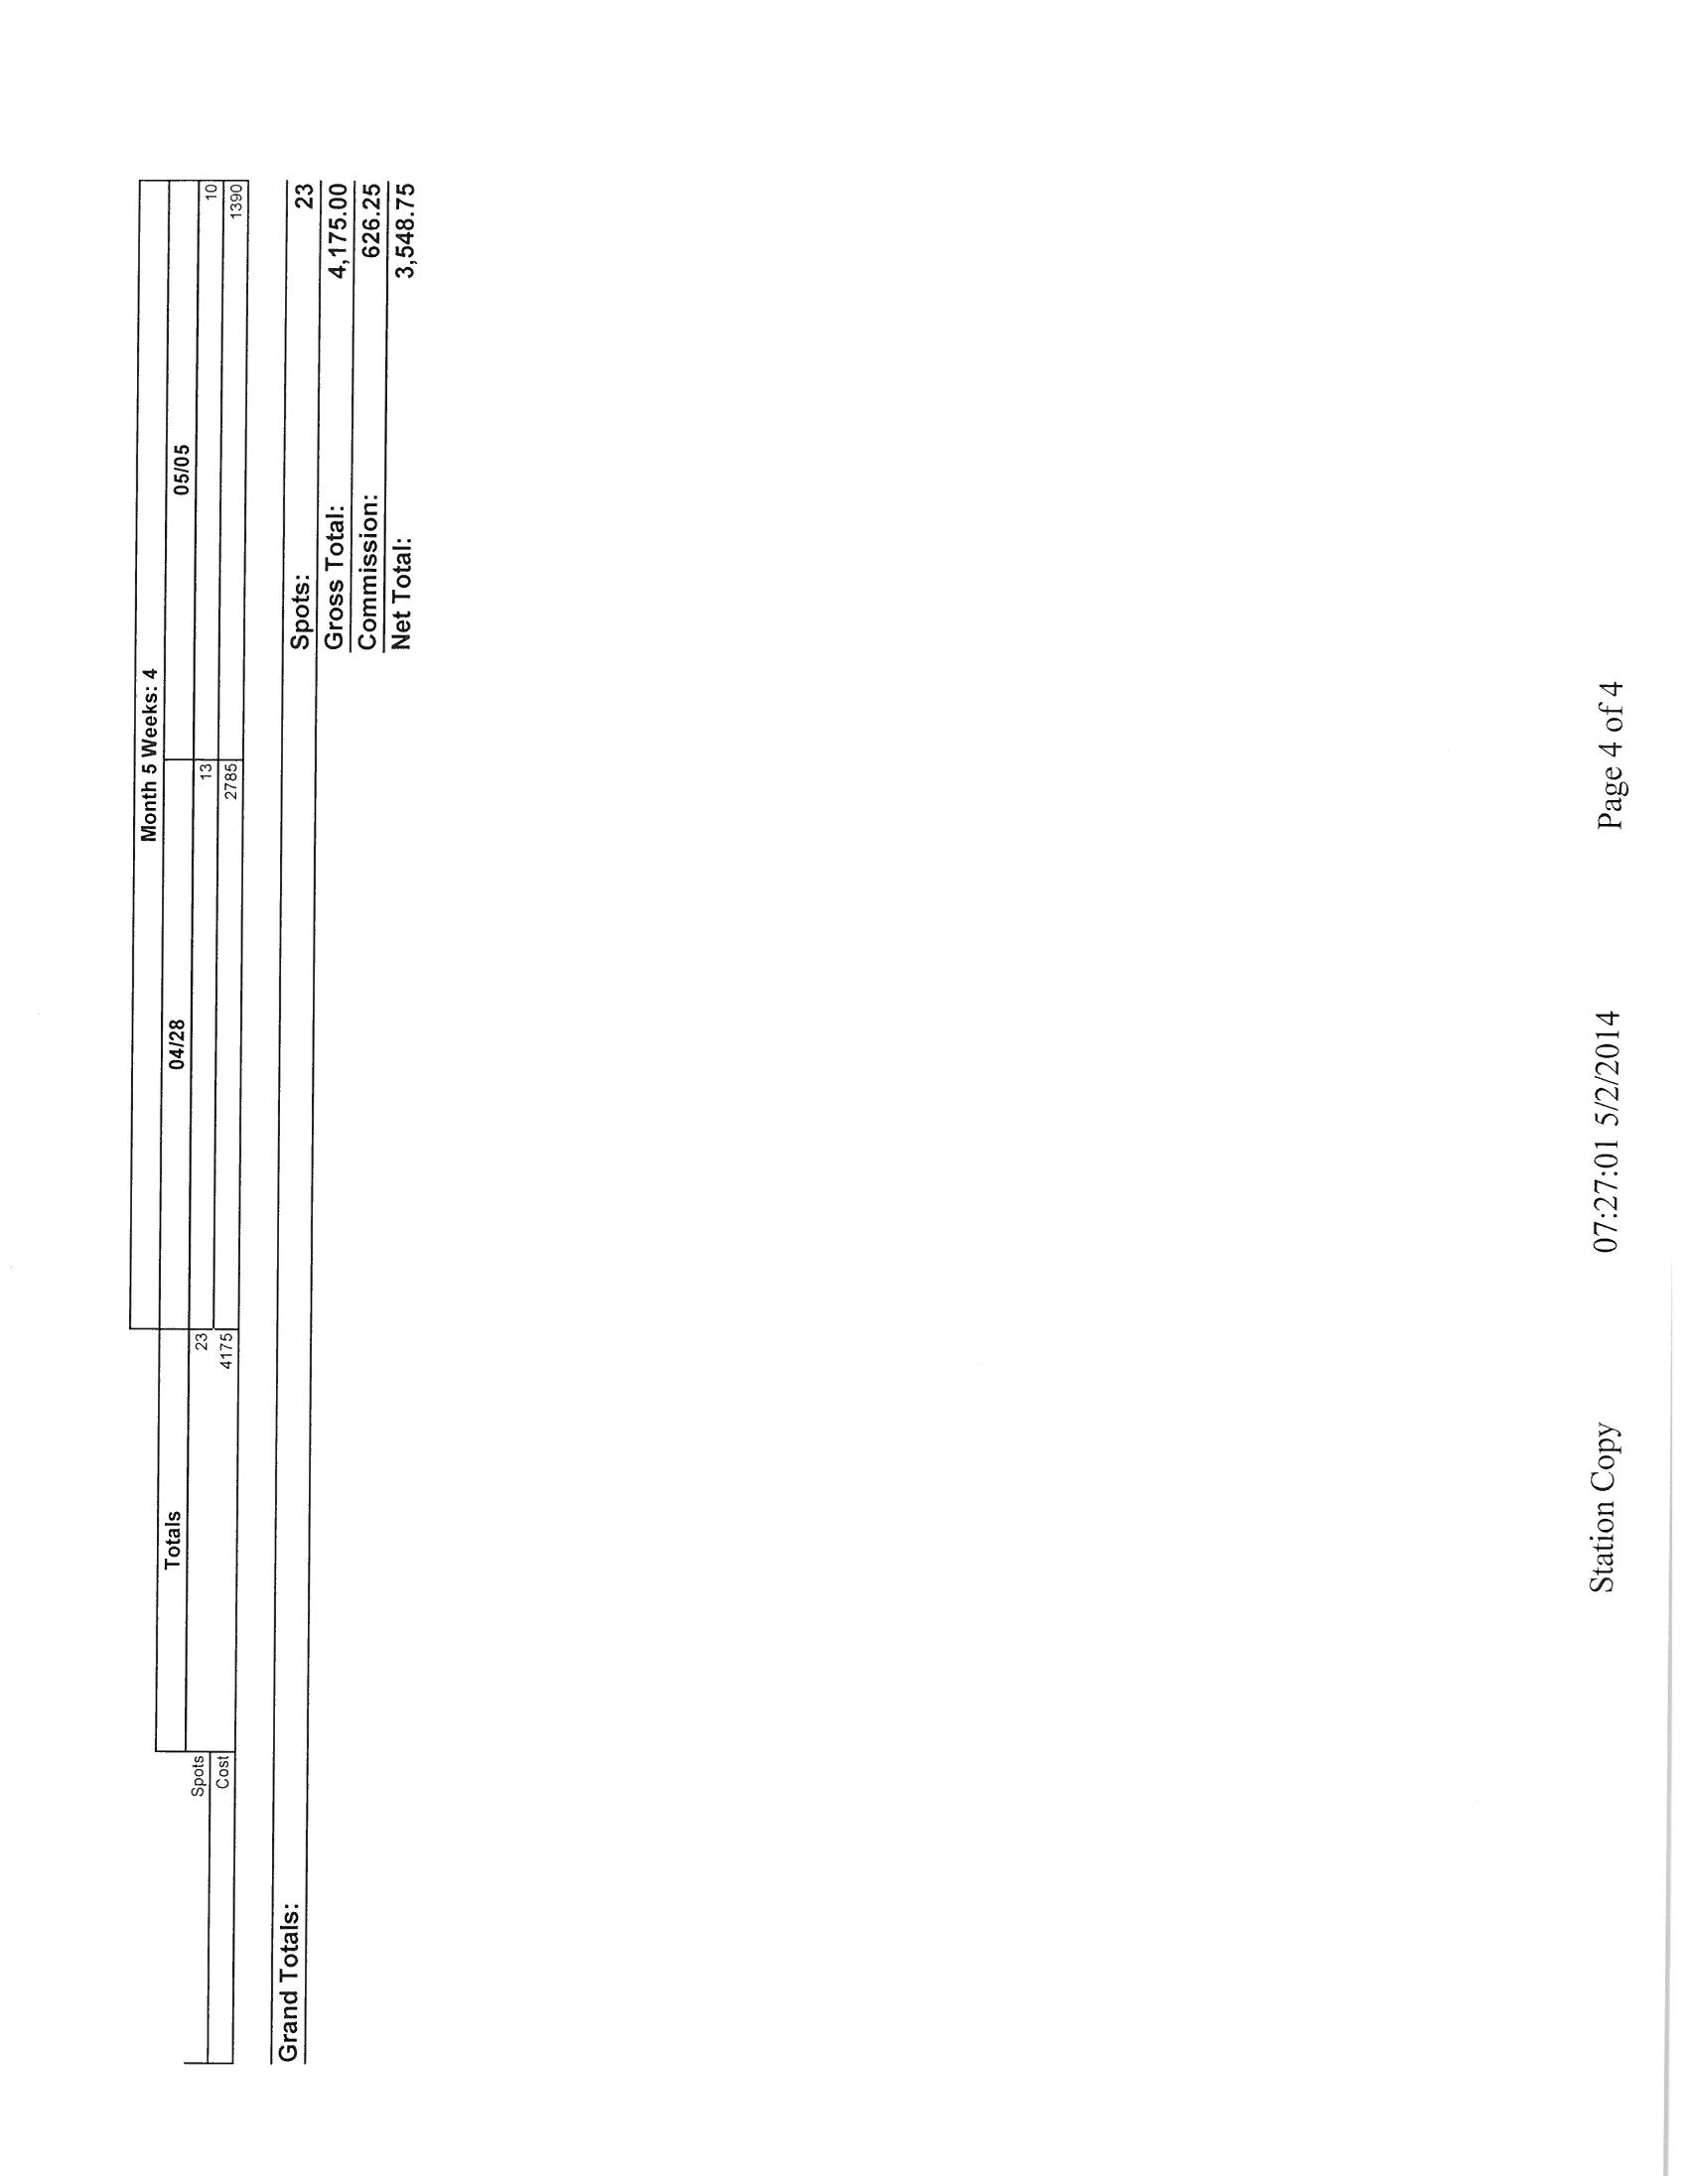 Month 5 Weeks: 4
Totals 04/28 05/05
Spots 23 13 10
Cost 4175 2785 1390
Grand Totals: Spots: 23
Gross Total: 4,175.00
Commission: 626.25
Net Total: 3,548.75
Station Copy 07:27:01 5/2/2014 Page 4 of 4